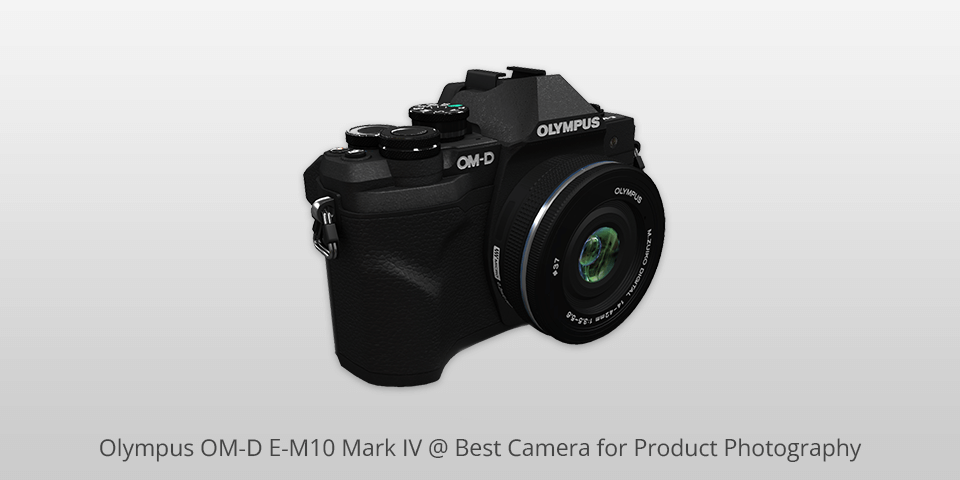 OLYMPUS
OM-D
OLYMPUS
M.ZUIKO DIGITAL 14-42mm 1:3.5-5.6
ϕ37
Olympus OM-D E-M10 Mark IV @ Best Camera for Product Photography